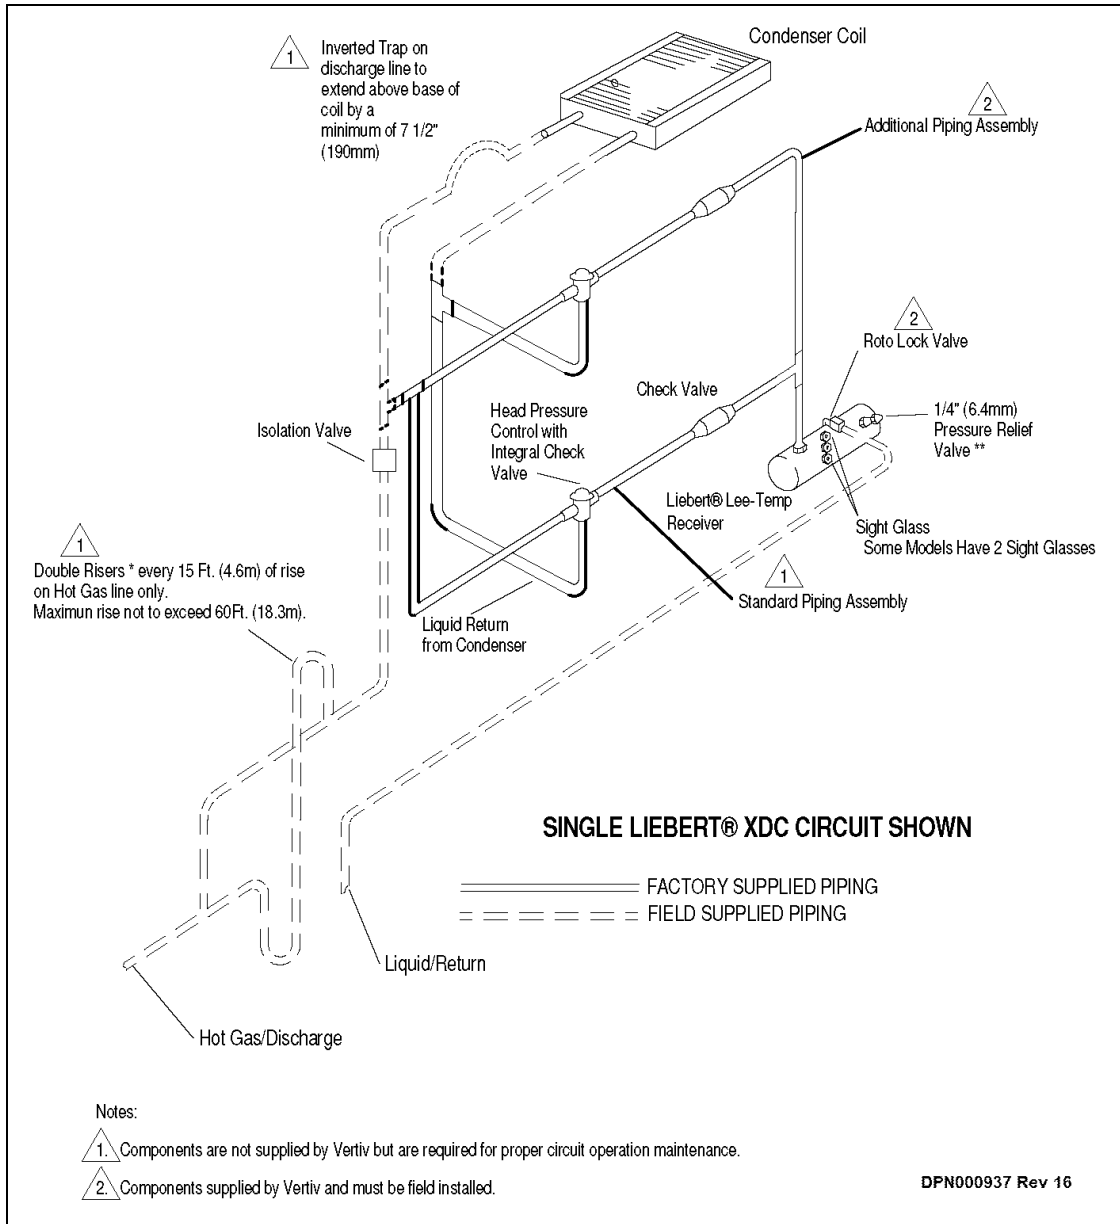 1
Inverted Trap on
discharge line to
extend above base of
coil by a
minimum of 7 1/2"
(190mm)
Condenser Coil
2
Additional Piping Assembly
2
Roto Lock Valve
Check Valve
1/4" (6.4mm)
Pressure Relief
Valve **
Isolation Valve
Head Pressure
Control with
Integral Check
Valve
Liebert® Lee-Temp
Receiver
Sight Glass
Some Models Have 2 Sight Glasses
1
Double Risers * every 15 Ft. (4.6m) of rise
on Hot Gas line only.
Maximun rise not to exceed 60Ft. (18.3m).
1
Standard Piping Assembly
Liquid Return
from Condenser
SINGLE LIEBERT® XDC CIRCUIT SHOWN
FACTORY SUPPLIED PIPING
FIELD SUPPLIED PIPING
Liquid/Return
Hot Gas/Discharge
Notes:
1. Components are not supplied by Vertiv but are required for proper circuit operation maintenance.
2. Components supplied by Vertiv and must be field installed.
DPN000937 Rev 16